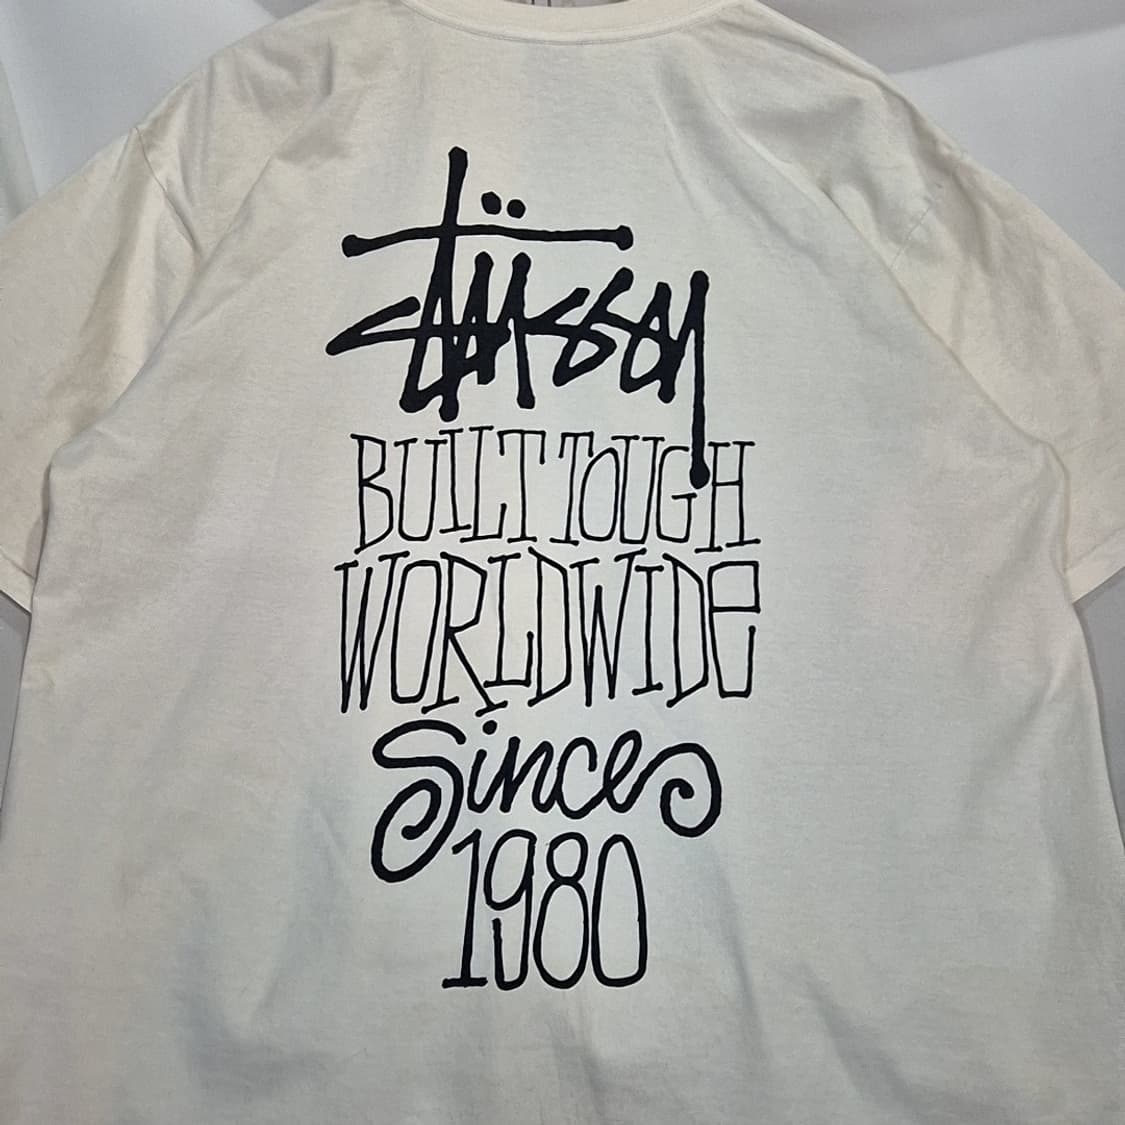 Stüssy
BUILT TOUGH
WORLDWIDE
Since
1980